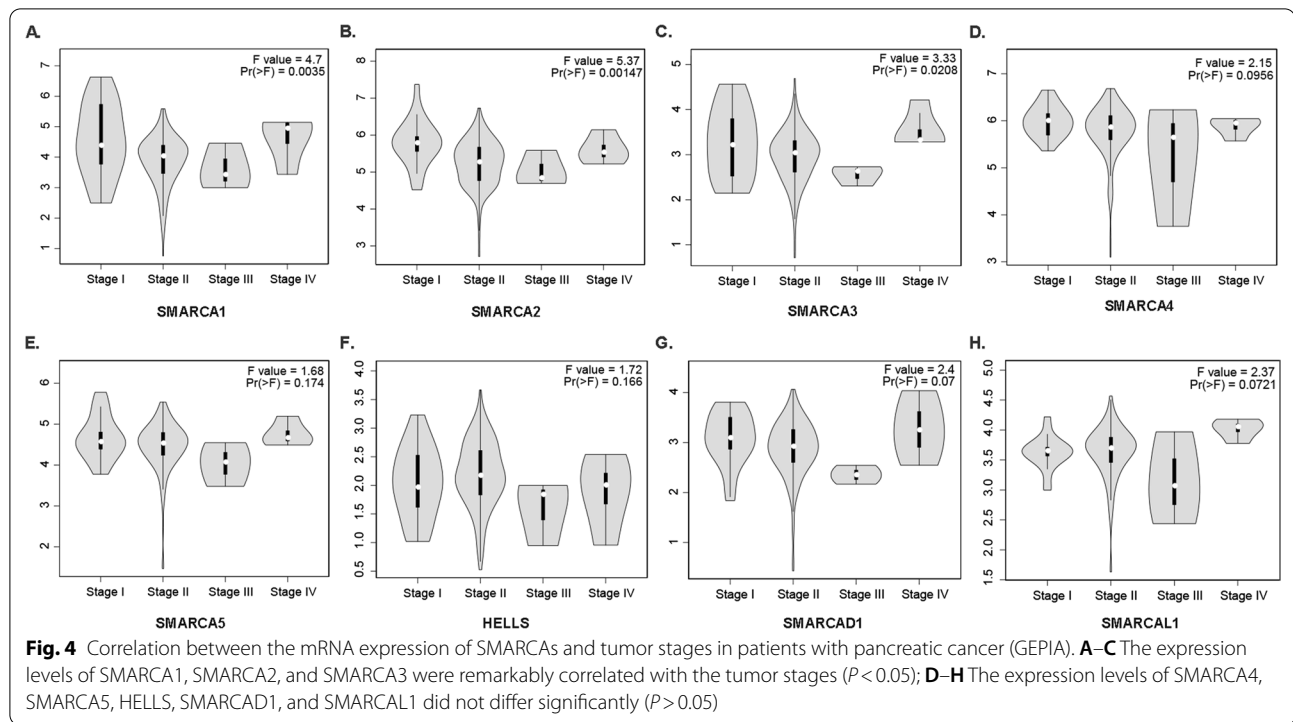 A.
F value = 4.7
Pr(>F) = 0.0035
7
6
5
4
3
2
1
Stage I Stage II Stage III Stage IV
SMARCA1
B.
F value = 5.37
Pr(>F) = 0.00147
8
7
6
5
4
3
Stage I Stage II Stage III Stage IV
SMARCA2
C.
F value = 3.33
Pr(>F) = 0.0208
5
4
3
2
1
Stage I Stage II Stage III Stage IV
SMARCA3
D.
F value = 2.15
Pr(>F) = 0.0956
7
6
5
4
3
Stage I Stage II Stage III Stage IV
SMARCA4
E.
F value = 1.68
Pr(>F) = 0.174
6
5
4
3
2
Stage I Stage II Stage III Stage IV
SMARCA5
F.
F value = 1.72
Pr(>F) = 0.166
4.0
3.5
3.0
2.5
2.0
1.5
1.0
0.5
Stage I Stage II Stage III Stage IV
HELLS
G.
F value = 2.4
Pr(>F) = 0.07
4
3
2
1
Stage I Stage II Stage III Stage IV
SMARCAD1
H.
F value = 2.37
Pr(>F) = 0.0721
5.0
4.5
4.0
3.5
3.0
2.5
2.0
1.5
Stage I Stage II Stage III Stage IV
SMARCAL1
Fig. 4 Correlation between the mRNA expression of SMARCAs and tumor stages in patients with pancreatic cancer (GEPIA). A–C The expression
levels of SMARCA1, SMARCA2, and SMARCA3 were remarkably correlated with the tumor stages (P < 0.05); D–H The expression levels of SMARCA4,
SMARCA5, HELLS, SMARCAD1, and SMARCAL1 did not differ significantly (P > 0.05)